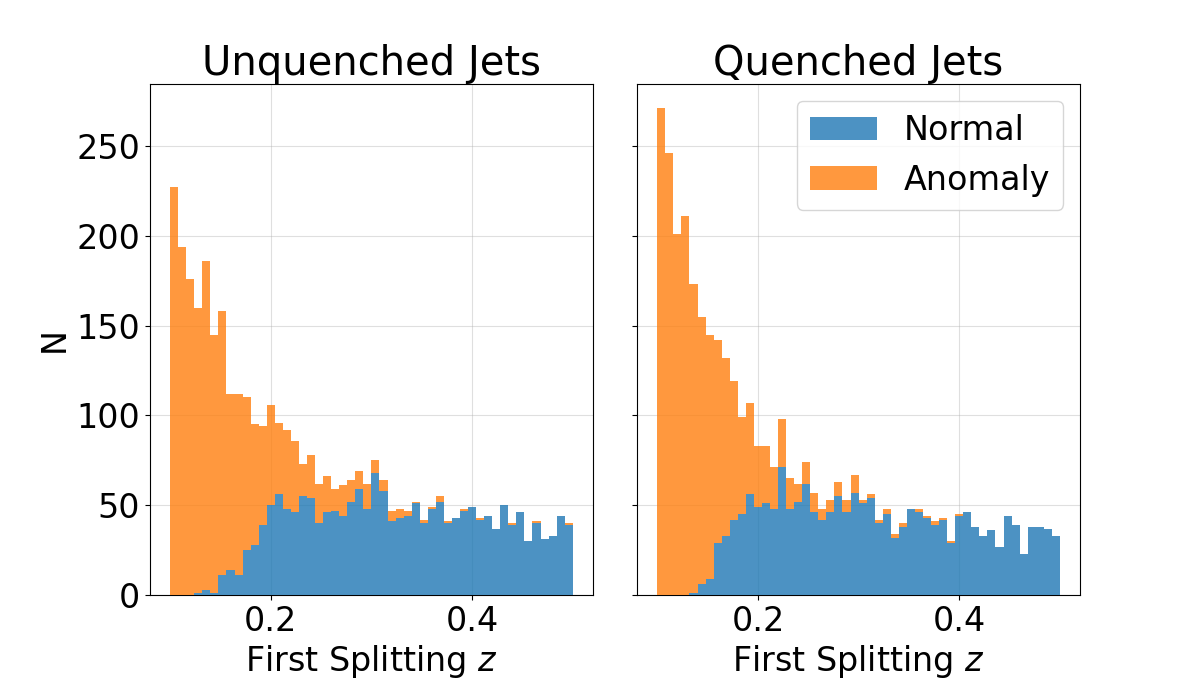 Unquenched Jets
Quenched Jets
Normal
Anomaly
N
250
200
150
100
50
0
0.2
0.4
0.2
0.4
First Splitting z
First Splitting z